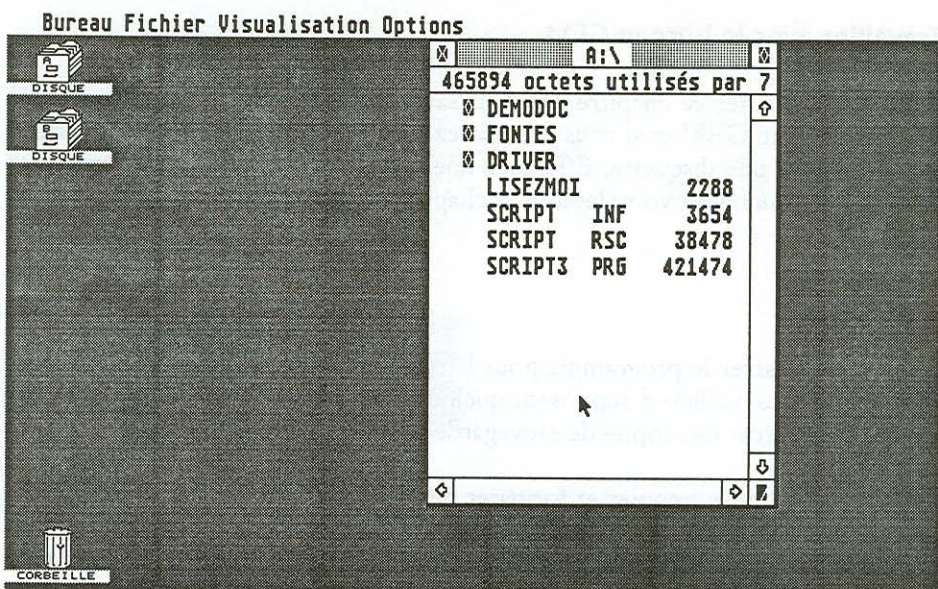 Bureau Fichier Visualisation Options
A
DISQUE
B
DISQUE
A:\
465894 octets utilisés par 7
DEMODOC
FONTES
DRIVER
LISEZMOI 2288
SCRIPT INF 3654
SCRIPT RSC 38478
SCRIPT3 PRG 421474
CORBEILLE